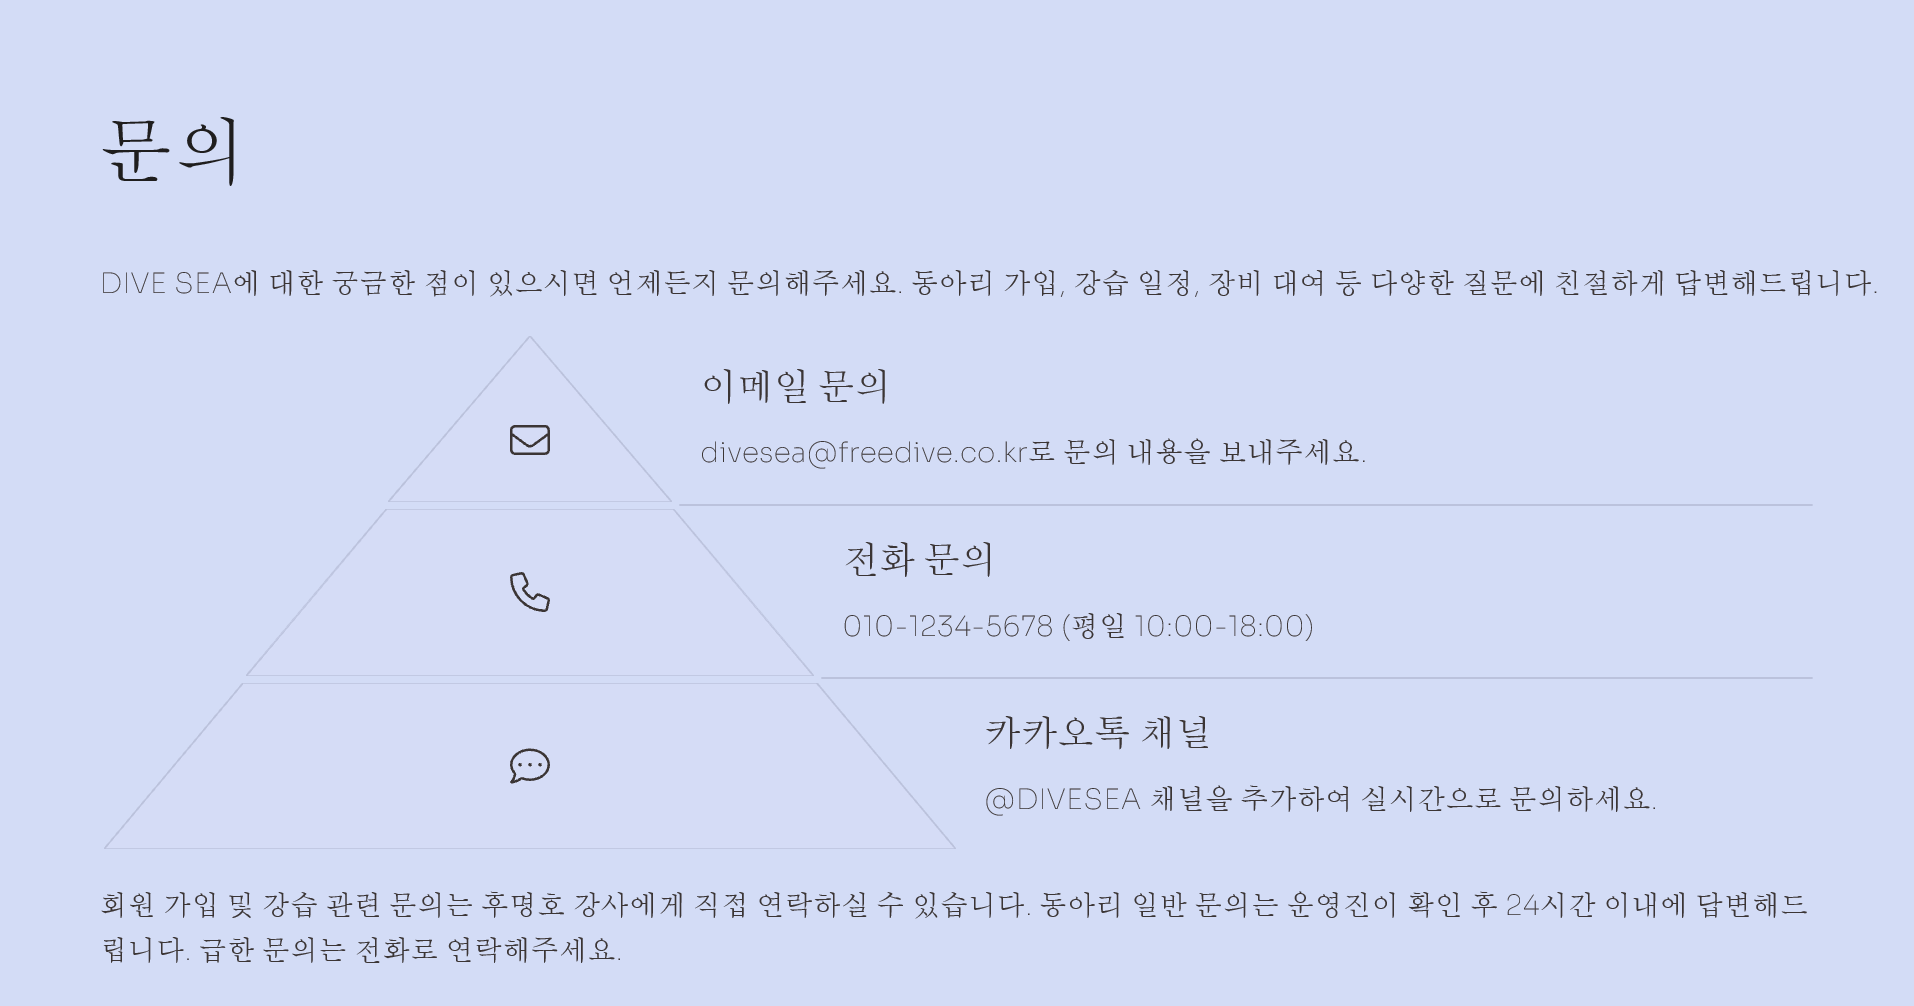 문의
DIVE SEA에 대한 궁금한 점이 있으시면 언제든지 문의해주세요. 동아리 가입, 강습 일정, 장비 대여 등 다양한 질문에 친절하게 답변해드립니다.
이메일 문의
divesea@freedive.co.kr로 문의 내용을 보내주세요.
전화 문의
010-1234-5678 (평일 10:00-18:00)
카카오톡 채널
@DIVESEA 채널을 추가하여 실시간으로 문의하세요.
회원 가입 및 강습 관련 문의는 후명호 강사에게 직접 연락하실 수 있습니다. 동아리 일반 문의는 운영진이 확인 후 24시간 이내에 답변해드
립니다. 급한 문의는 전화로 연락해주세요.